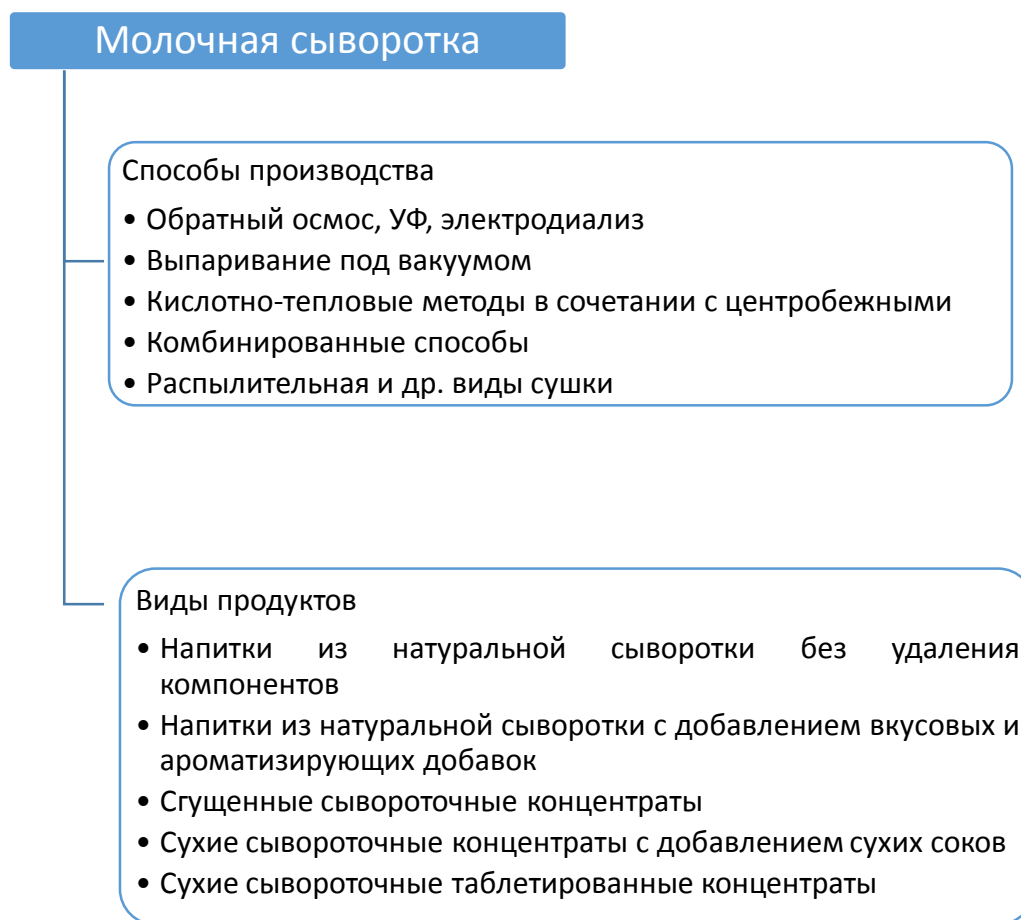 Молочная сыворотка
Способы производства
• Обратный осмос, УФ, электродиализ
• Выпаривание под вакуумом
• Кислотно-тепловые методы в сочетании с центробежными
• Комбинированные способы
• Распылительная и др. виды сушки
Виды продуктов
• Напитки из натуральной сыворотки без удаления
компонентов
• Напитки из натуральной сыворотки с добавлением вкусовых и
ароматизирующих добавок
• Сгущенные сывороточные концентраты
• Сухие сывороточные концентраты с добавлением сухих соков
• Сухие сывороточные таблетированные концентраты